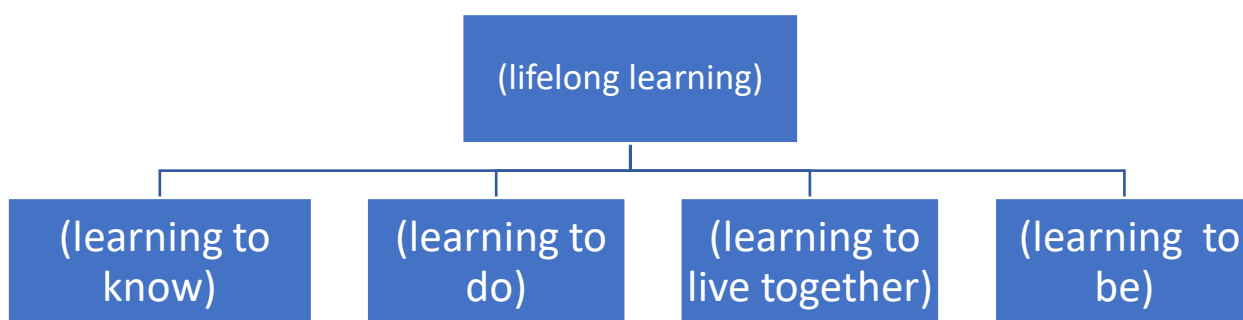 (lifelong learning)
(learning to
know)
(learning to
do)
(learning to
live together)
(learning  to
be)